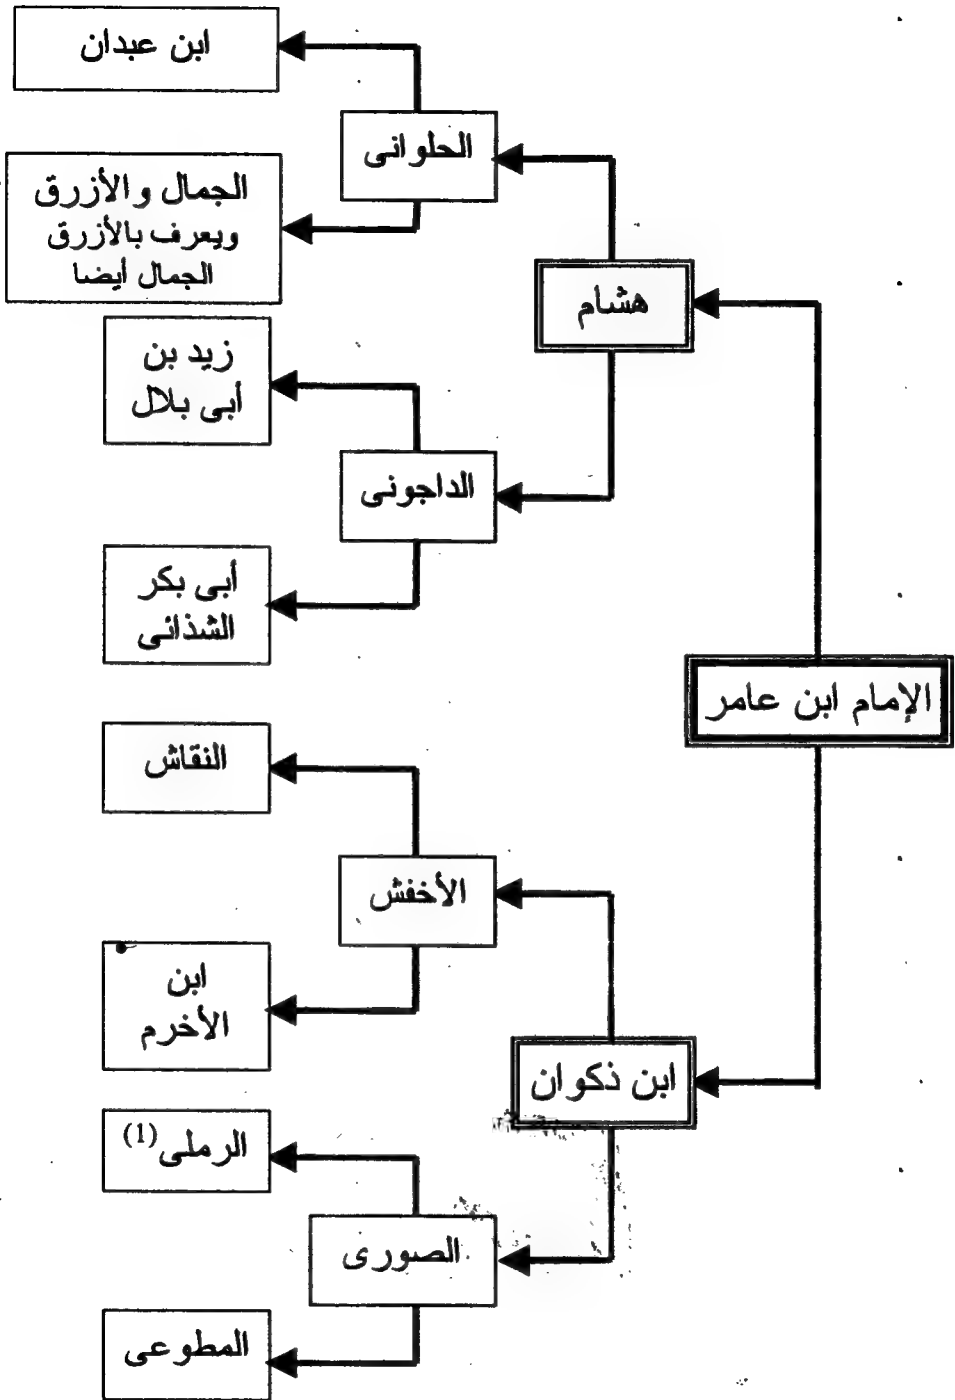 ابن عبدان
الحلوانى
الجمال والأزرق
ويعرف بالأزرق
الجمال أيضا
هشام
زيد بن
أبى بلال
الداجونى
أبى بكر
الشذائى
الإمام ابن عامر
النقاش
الأخفش
ابن
الأخرم
ابن ذكوان
الرملى(1)
الصورى
المطوعى